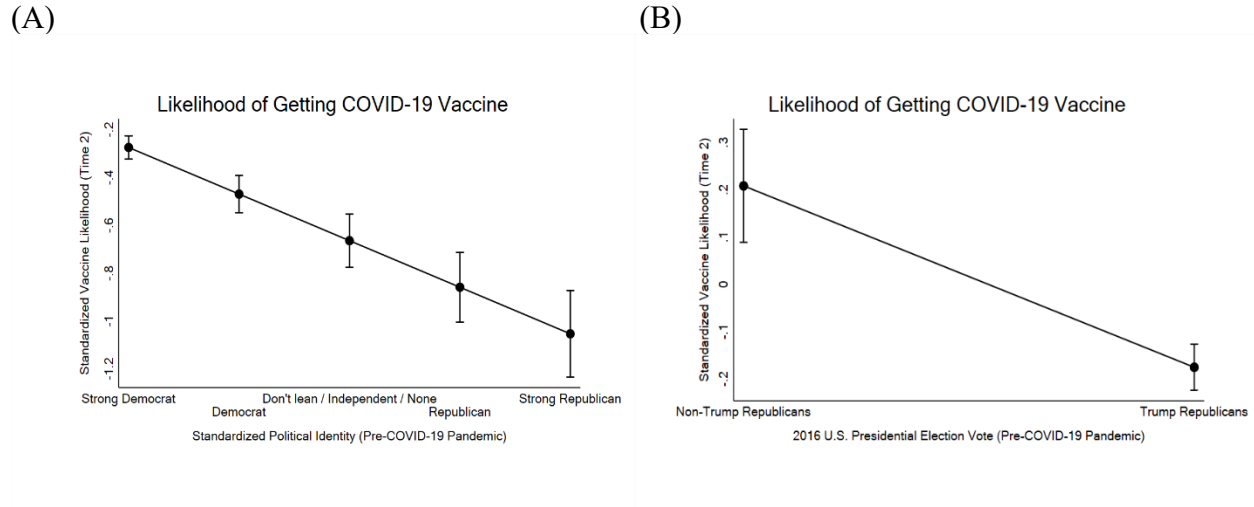 (A)
Likelihood of Getting COVID-19 Vaccine
Standardized Vaccine Likelihood (Time 2)
-.2
-.4
-.6
-.8
-1
-1.2
Strong Democrat
Democrat
Don't lean / Independent / None
Republican
Strong Republican
Standardized Political Identity (Pre-COVID-19 Pandemic)
(B)
Likelihood of Getting COVID-19 Vaccine
Standardized Vaccine Likelihood (Time 2)
.3
.2
.1
0
-.1
-.2
Non-Trump Republicans
Trump Republicans
2016 U.S. Presidential Election Vote (Pre-COVID-19 Pandemic)